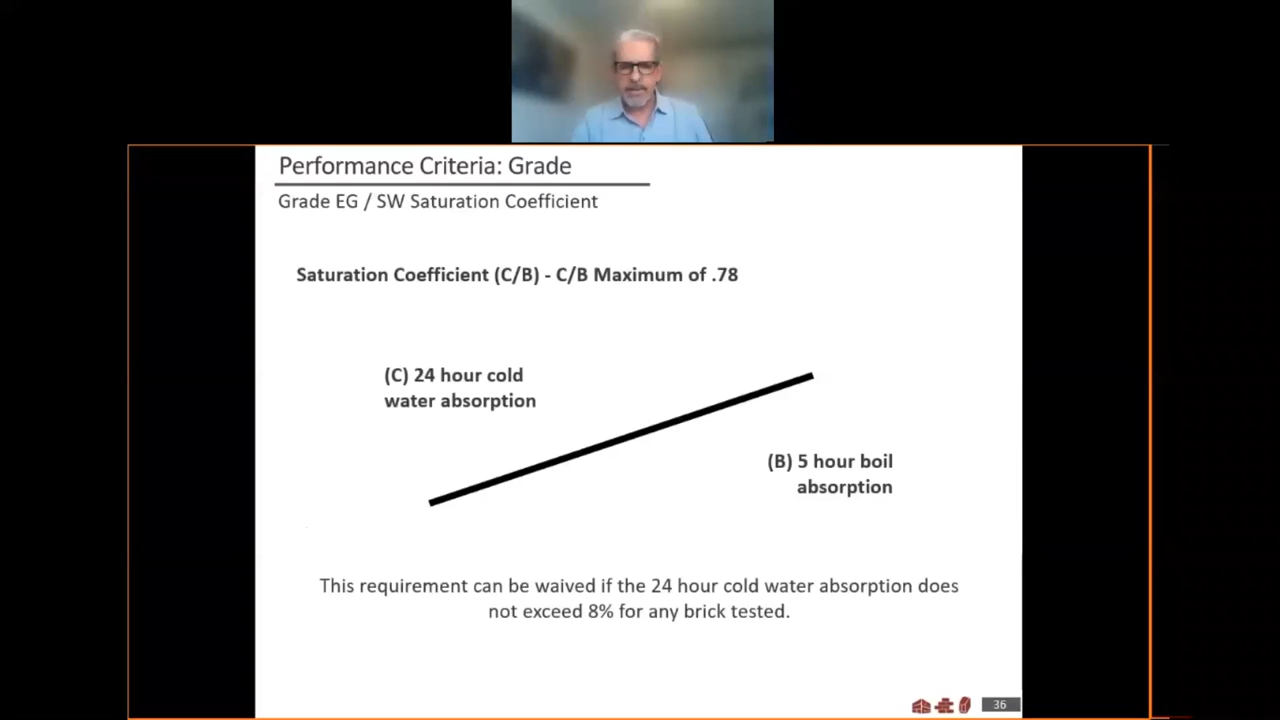 Performance Criteria: Grade
Grade EG / SW Saturation Coefficient
Saturation Coefficient (C/B) - C/B Maximum of .78
(C) 24 hour cold
water absorption
(B) 5 hour boil
absorption
This requirement can be waived if the 24 hour cold water absorption does
not exceed 8% for any brick tested.
36